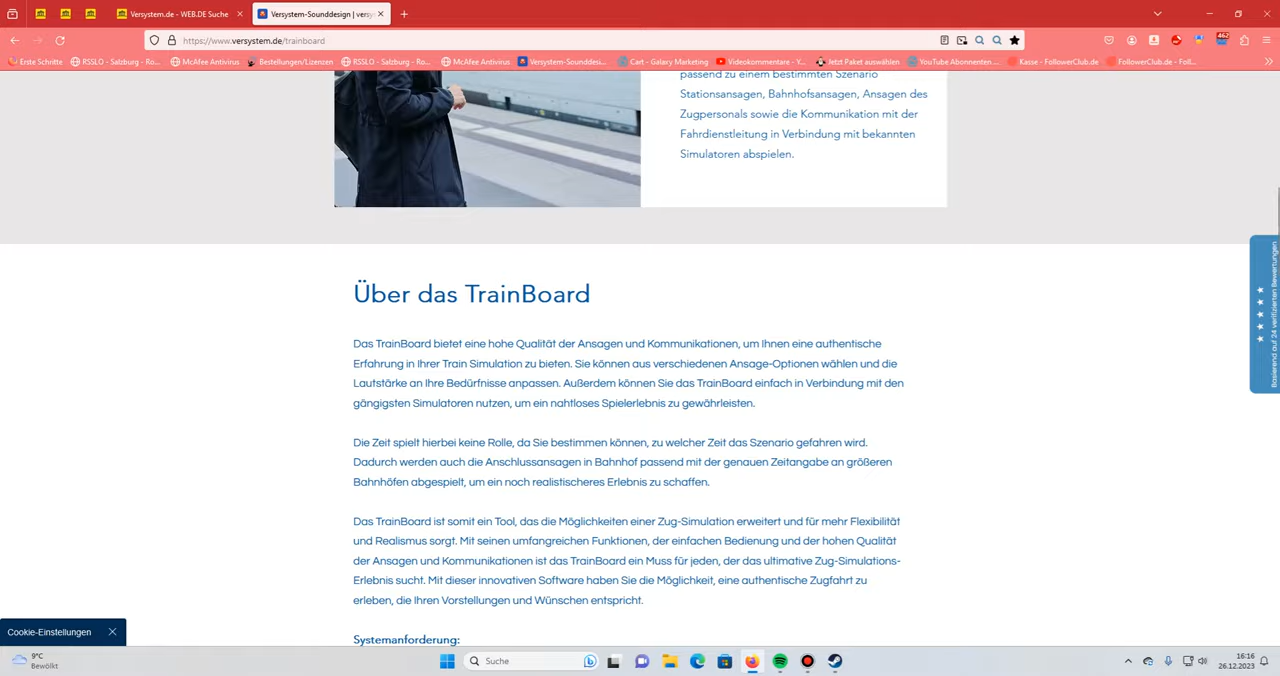 Versystem.de - WEB.DE Suche
Versystem-Sounddesign | versy
https://www.versystem.de/trainboard
462
Erste Schritte
RSSLO - Salzburg - Ro...
McAfee Antivirus
Bestellungen/Lizenzen
RSSLO - Salzburg - Ro...
McAfee Antivirus
Versystem-Sounddesi...
Cart - Galary Marketing
Videokommentare - Y...
Jetzt Paket auswählen
YouTube Abonnenten ...
Kasse - FollowerClub.de
FollowerClub.de - Foll...
passend zu einem bestimmten Szenario
Stationsansagen, Bahnhofsansagen, Ansagen des
Zugpersonals sowie die Kommunikation mit der
Fahrdienstleitung in Verbindung mit bekannten
Simulatoren abspielen.
Basierend auf 24 verifizierten Bewertungen
Über das TrainBoard
Das TrainBoard bietet eine hohe Qualität der Ansagen und Kommunikationen, um Ihnen eine authentische
Erfahrung in Ihrer Train Simulation zu bieten. Sie können aus verschiedenen Ansage-Optionen wählen und die
Lautstärke an Ihre Bedürfnisse anpassen. Außerdem können Sie das TrainBoard einfach in Verbindung mit den
gängigsten Simulatoren nutzen, um ein nahtloses Spielerlebnis zu gewährleisten.
Die Zeit spielt hierbei keine Rolle, da Sie bestimmen können, zu welcher Zeit das Szenario gefahren wird.
Dadurch werden auch die Anschlussansagen in Bahnhof passend mit der genauen Zeitangabe an größeren
Bahnhöfen abgespielt, um ein noch realistischeres Erlebnis zu schaffen.
Das TrainBoard ist somit ein Tool, das die Möglichkeiten einer Zug-Simulation erweitert und für mehr Flexibilität
und Realismus sorgt. Mit seinen umfangreichen Funktionen, der einfachen Bedienung und der hohen Qualität
der Ansagen und Kommunikationen ist das TrainBoard ein Muss für jeden, der das ultimative Zug-Simulations-
Erlebnis sucht. Mit dieser innovativen Software haben Sie die Möglichkeit, eine authentische Zugfahrt zu
erleben, die Ihren Vorstellungen und Wünschen entspricht.
Systemanforderung:
Cookie-Einstellungen
9°C
Bewölkt
Suche
16:16
26.12.2023